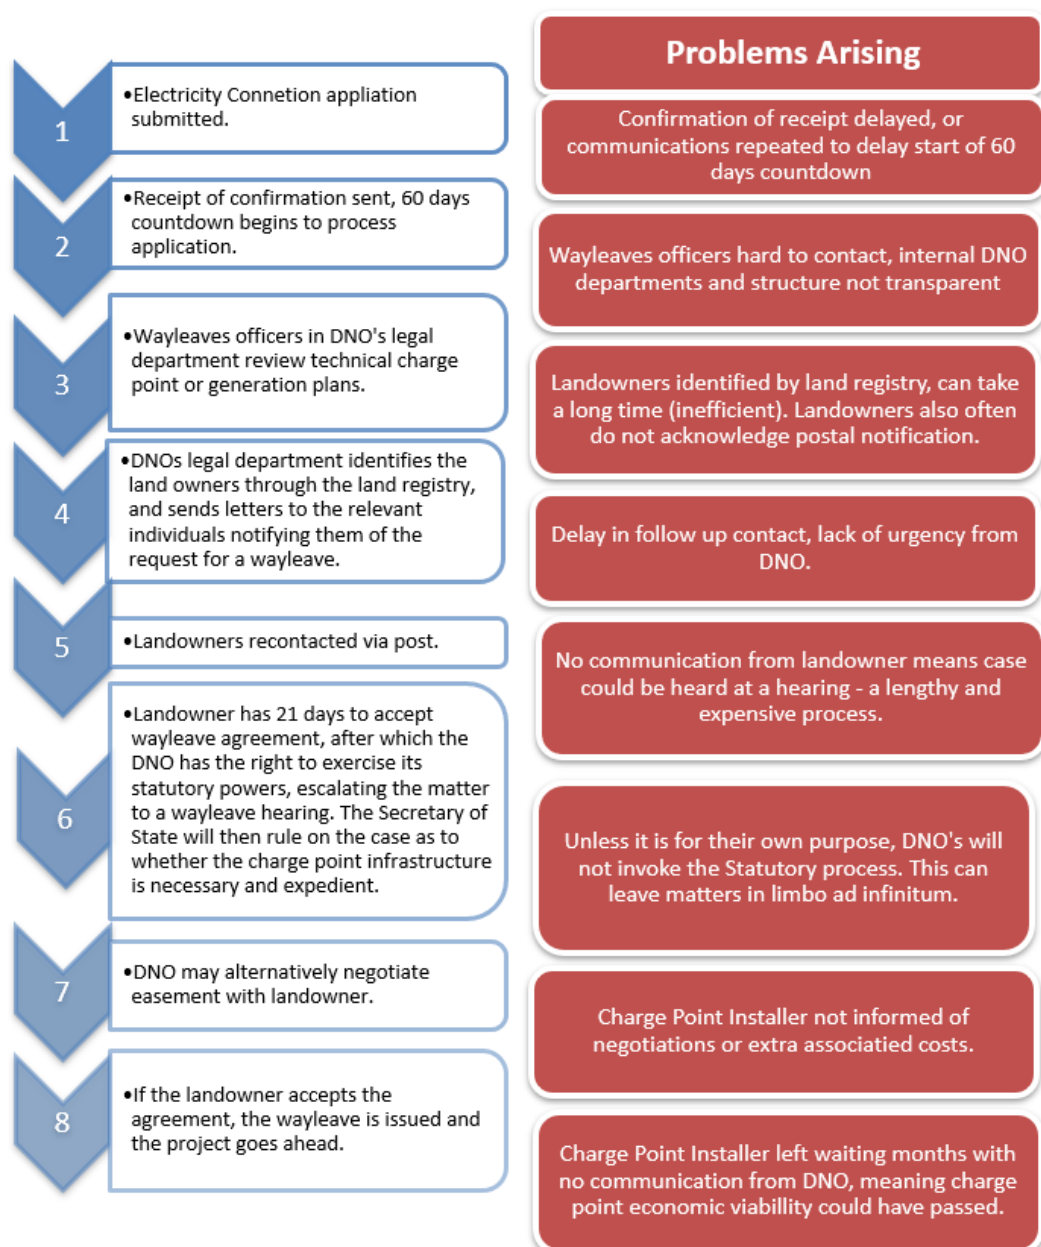 1
•Electricity Connetion appliation
submitted.
2
•Receipt of confirmation sent, 60 days
countdown begins to process
application.
3
•Wayleaves officers in DNO's legal
department review technical charge
point or generation plans.
4
•DNOs legal department identifies the
land owners through the land registry,
and sends letters to the relevant
individuals notifying them of the
request for a wayleave.
5
•Landowners recontacted via post.
6
•Landowner has 21 days to accept
wayleave agreement, after which the
DNO has the right to exercise its
statutory powers, escalating the matter
to a wayleave hearing. The Secretary of
State will then rule on the case as to
whether the charge point infrastructure
is necessary and expedient.
7
•DNO may alternatively negotiate
easement with landowner.
8
•If the landowner accepts the
agreement, the wayleave is issued and
the project goes ahead.
Problems Arising
Confirmation of receipt delayed, or
communications repeated to delay start of 60
days countdown
Wayleaves officers hard to contact, internal DNO
departments and structure not transparent
Landowners identified by land registry, can take
a long time (inefficient). Landowners also often
do not acknowledge postal notification.
Delay in follow up contact, lack of urgency from
DNO.
No communication from landowner means case
could be heard at a hearing - a lengthy and
expensive process.
Unless it is for their own purpose, DNO's will
not invoke the Statutory process. This can
leave matters in limbo ad infinitum.
Charge Point Installer not informed of
negotiations or extra associatied costs.
Charge Point Installer left waiting months with
no communication from DNO, meaning charge
point economic viabillity could have passed.